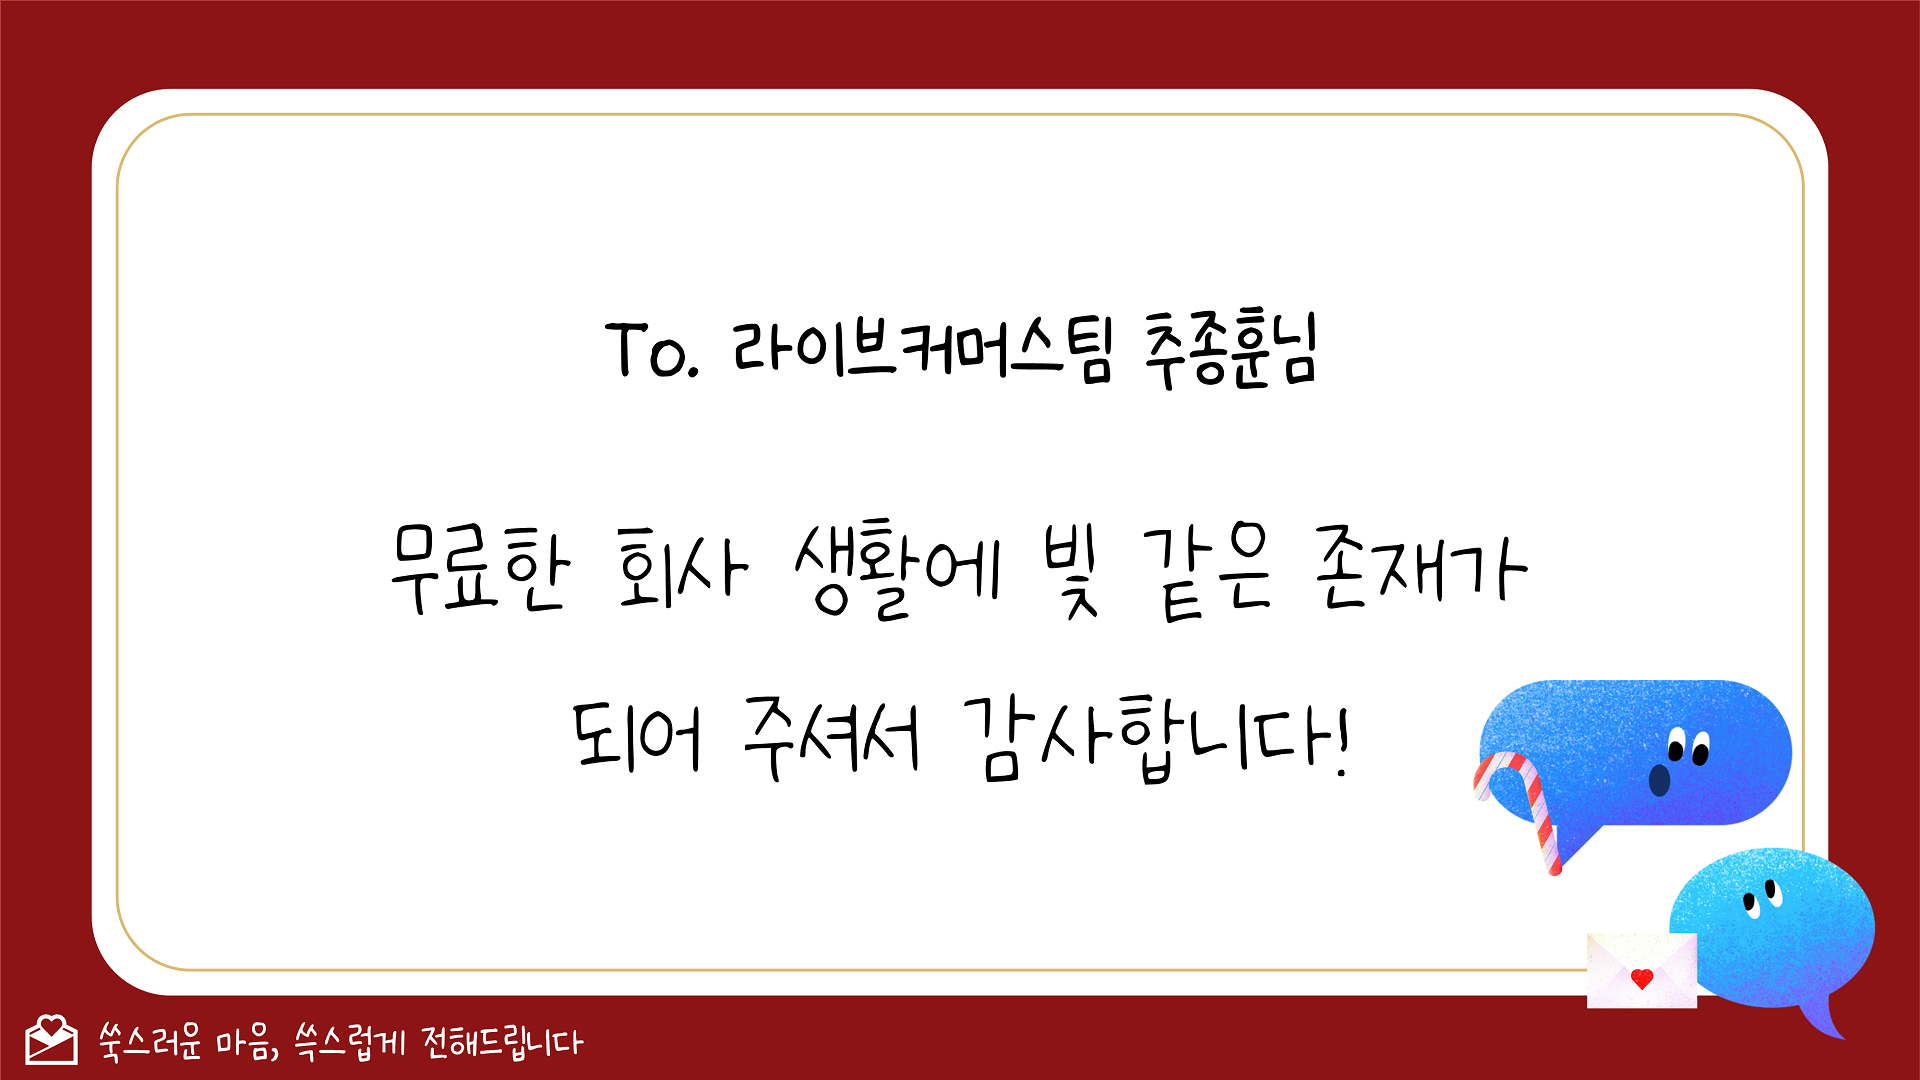 To. 라이브커머스팀 추종훈님
무료한 회사 생활에 빛 같은 존재가
되어 주셔서 감사합니다!
쑥스러운 마음, 쓱스럽게 전해드립니다